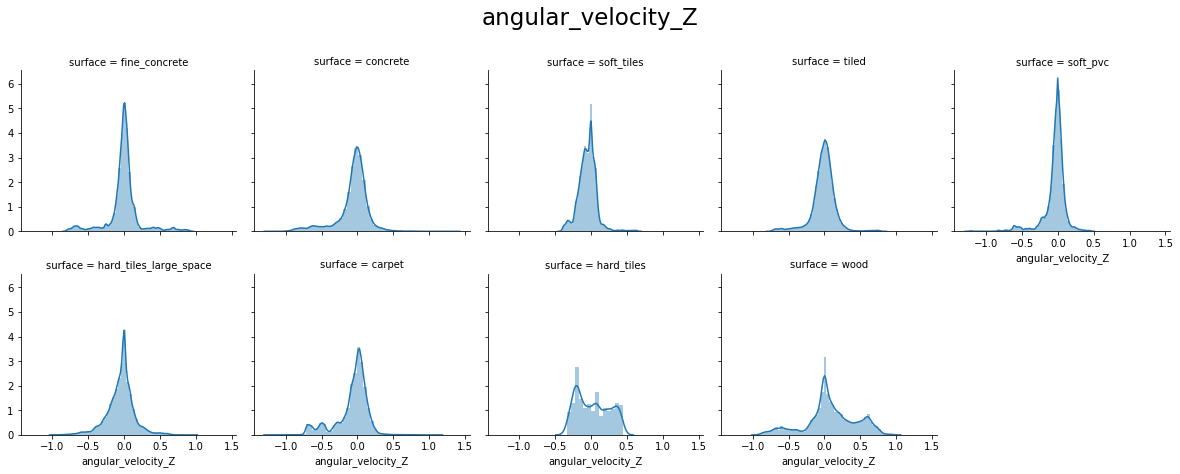 angular_velocity_Z
surface = fine_concrete
surface = concrete
surface = soft_tiles
surface = tiled
surface = soft_pvc
6
5
4
3
2
1
0
−1.0 −0.5 0.0 0.5 1.0 1.5
angular_velocity_Z
surface = hard_tiles_large_space
surface = carpet
surface = hard_tiles
surface = wood
6
5
4
3
2
1
0
−1.0 −0.5 0.0 0.5 1.0 1.5
−1.0 −0.5 0.0 0.5 1.0 1.5
−1.0 −0.5 0.0 0.5 1.0 1.5
−1.0 −0.5 0.0 0.5 1.0 1.5
angular_velocity_Z
angular_velocity_Z
angular_velocity_Z
angular_velocity_Z